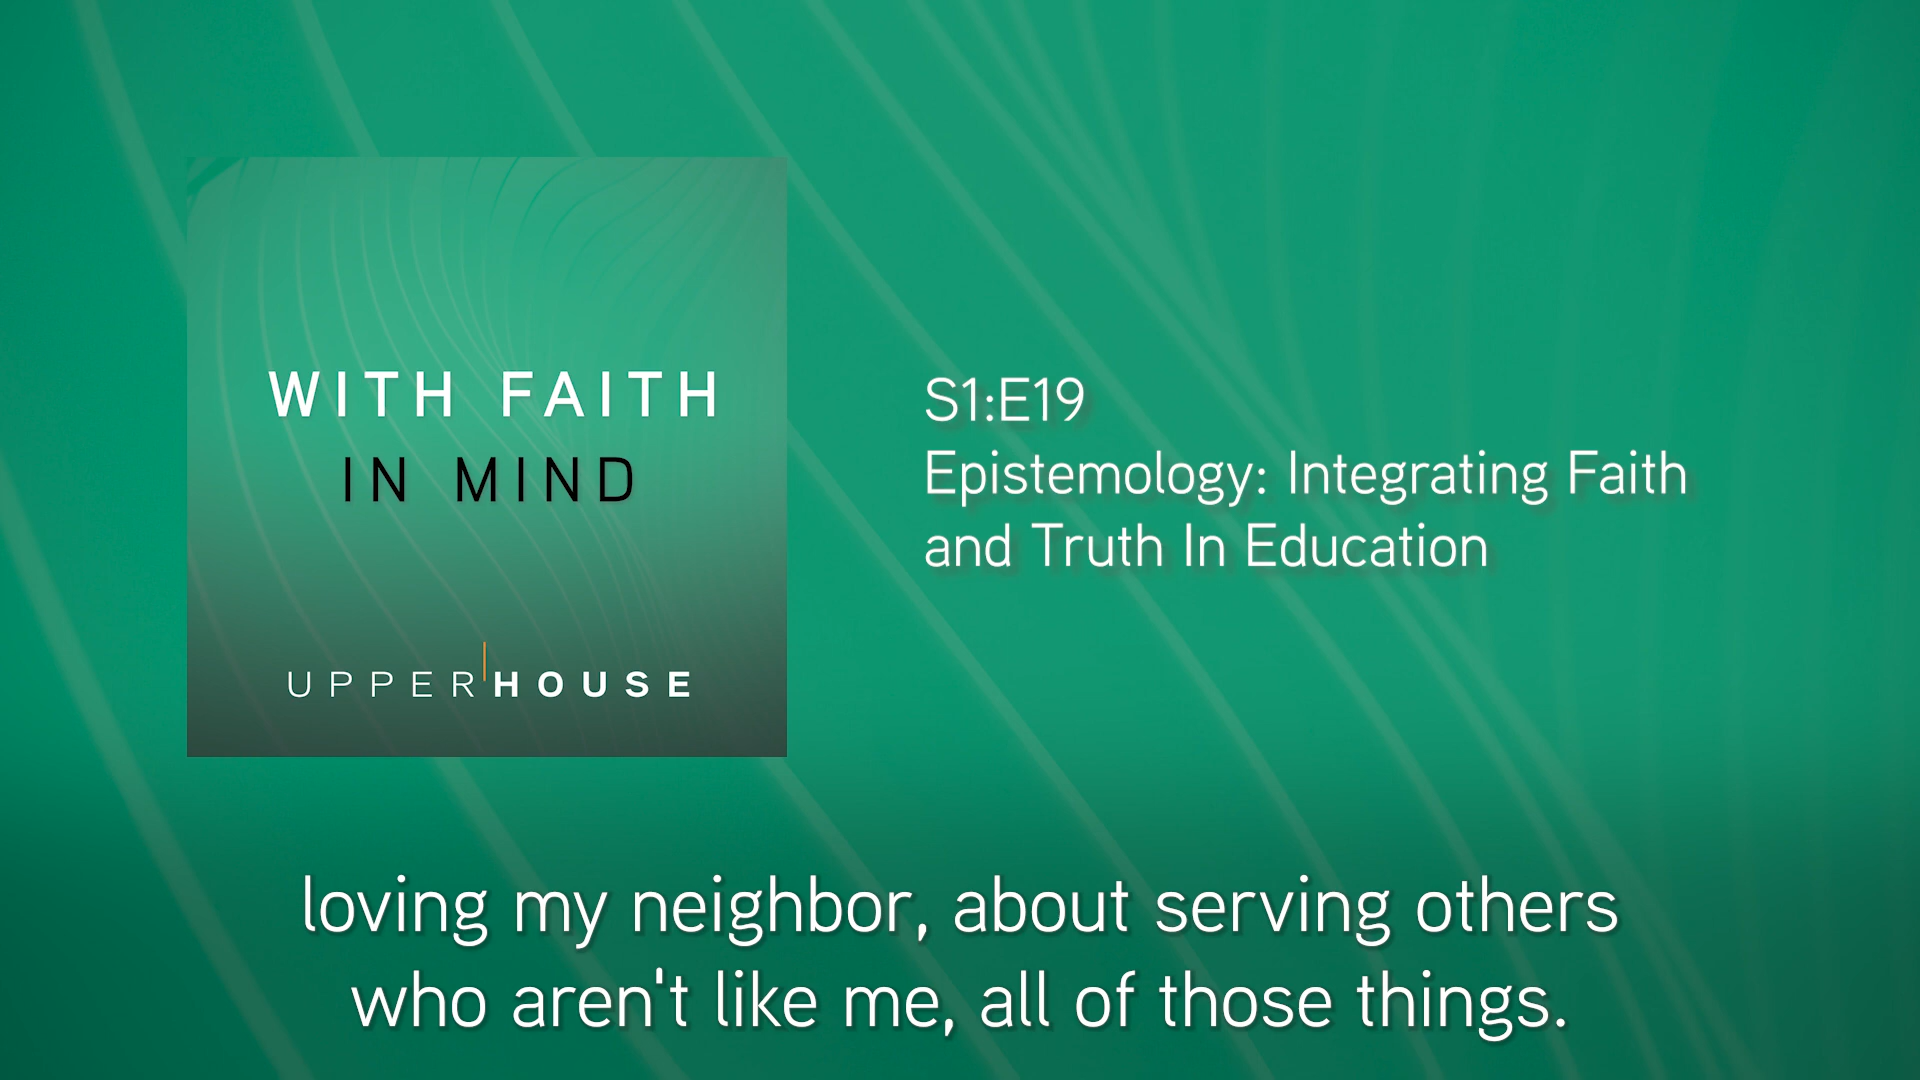 WITH FAITH
IN MIND
UPPER HOUSE
S1:E19
Epistemology: Integrating Faith
and Truth In Education
loving my neighbor, about serving others
who aren't like me, all of those things.